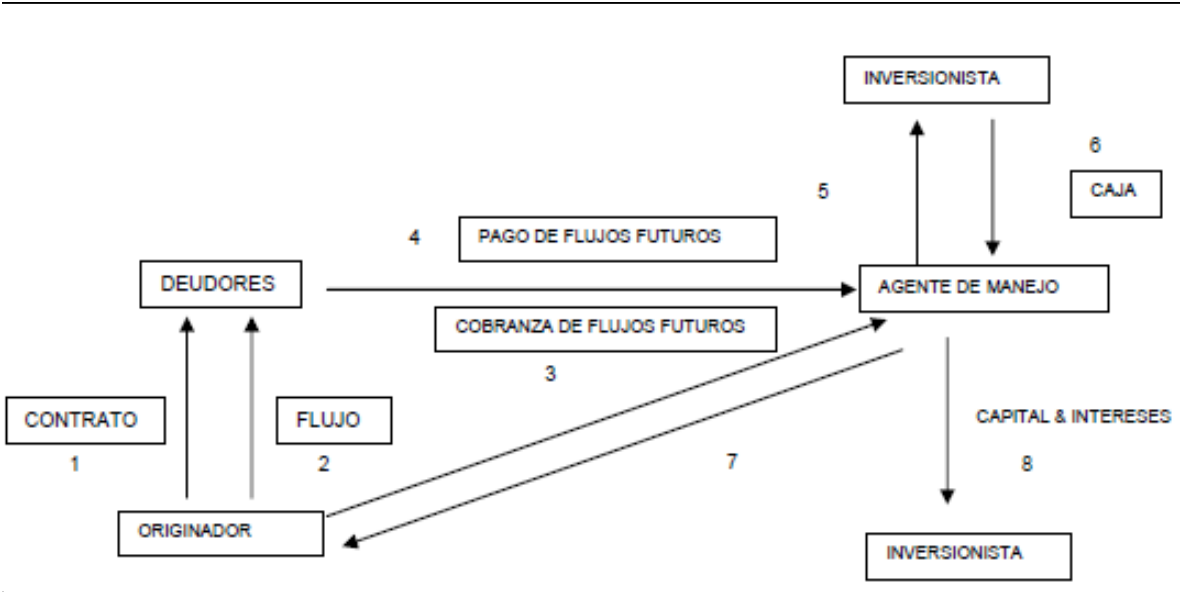 INVERSIONISTA
6
CAJA
5
4
PAGO DE FLUJOS FUTUROS
DEUDORES
AGENTE DE MANEJO
COBRANZA DE FLUJOS FUTUROS
3
CONTRATO
FLUJO
CAPITAL & INTERESES
1
2
7
8
ORIGINADOR
INVERSIONISTA